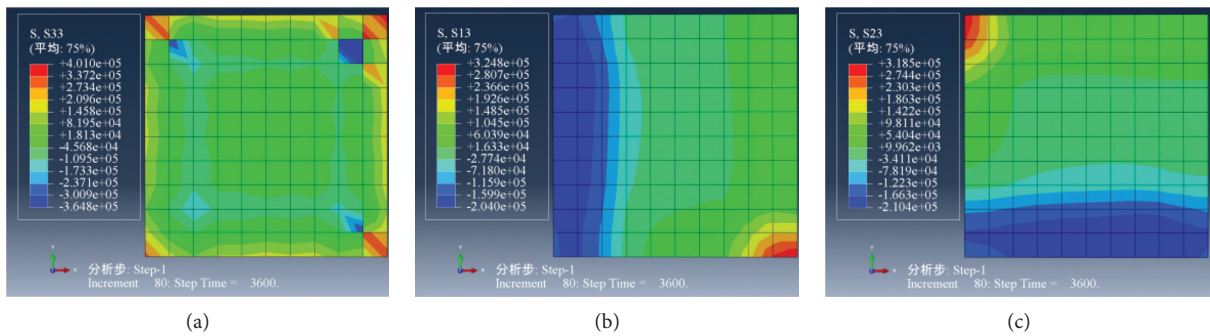 S, S33
(平均: 75%)
+4.010e+05
+3.372e+05
+2.734e+05
+2.096e+05
+1.458e+05
+8.195e+04
+1.813e+04
-4.568e+04
-1.095e+05
-1.733e+05
-2.371e+05
-3.009e+05
-3.648e+05
Y
X
分析步: Step-1
Increment 80: Step Time = 3600.
(a)
S, S13
(平均: 75%)
+3.248e+05
+2.807e+05
+2.366e+05
+1.926e+05
+1.485e+05
+1.045e+05
+6.039e+04
+1.633e+04
-2.774e+04
-7.180e+04
-1.159e+05
-1.599e+05
-2.040e+05
Y
X
分析步: Step-1
Increment 80: Step Time = 3600.
(b)
S, S23
(平均: 75%)
+3.185e+05
+2.744e+05
+2.303e+05
+1.863e+05
+1.422e+05
+9.811e+04
+5.404e+04
+9.962e+03
-3.411e+04
-7.819e+04
-1.223e+05
-1.663e+05
-2.104e+05
Y
X
分析步: Step-1
Increment 80: Step Time = 3600.
(c)